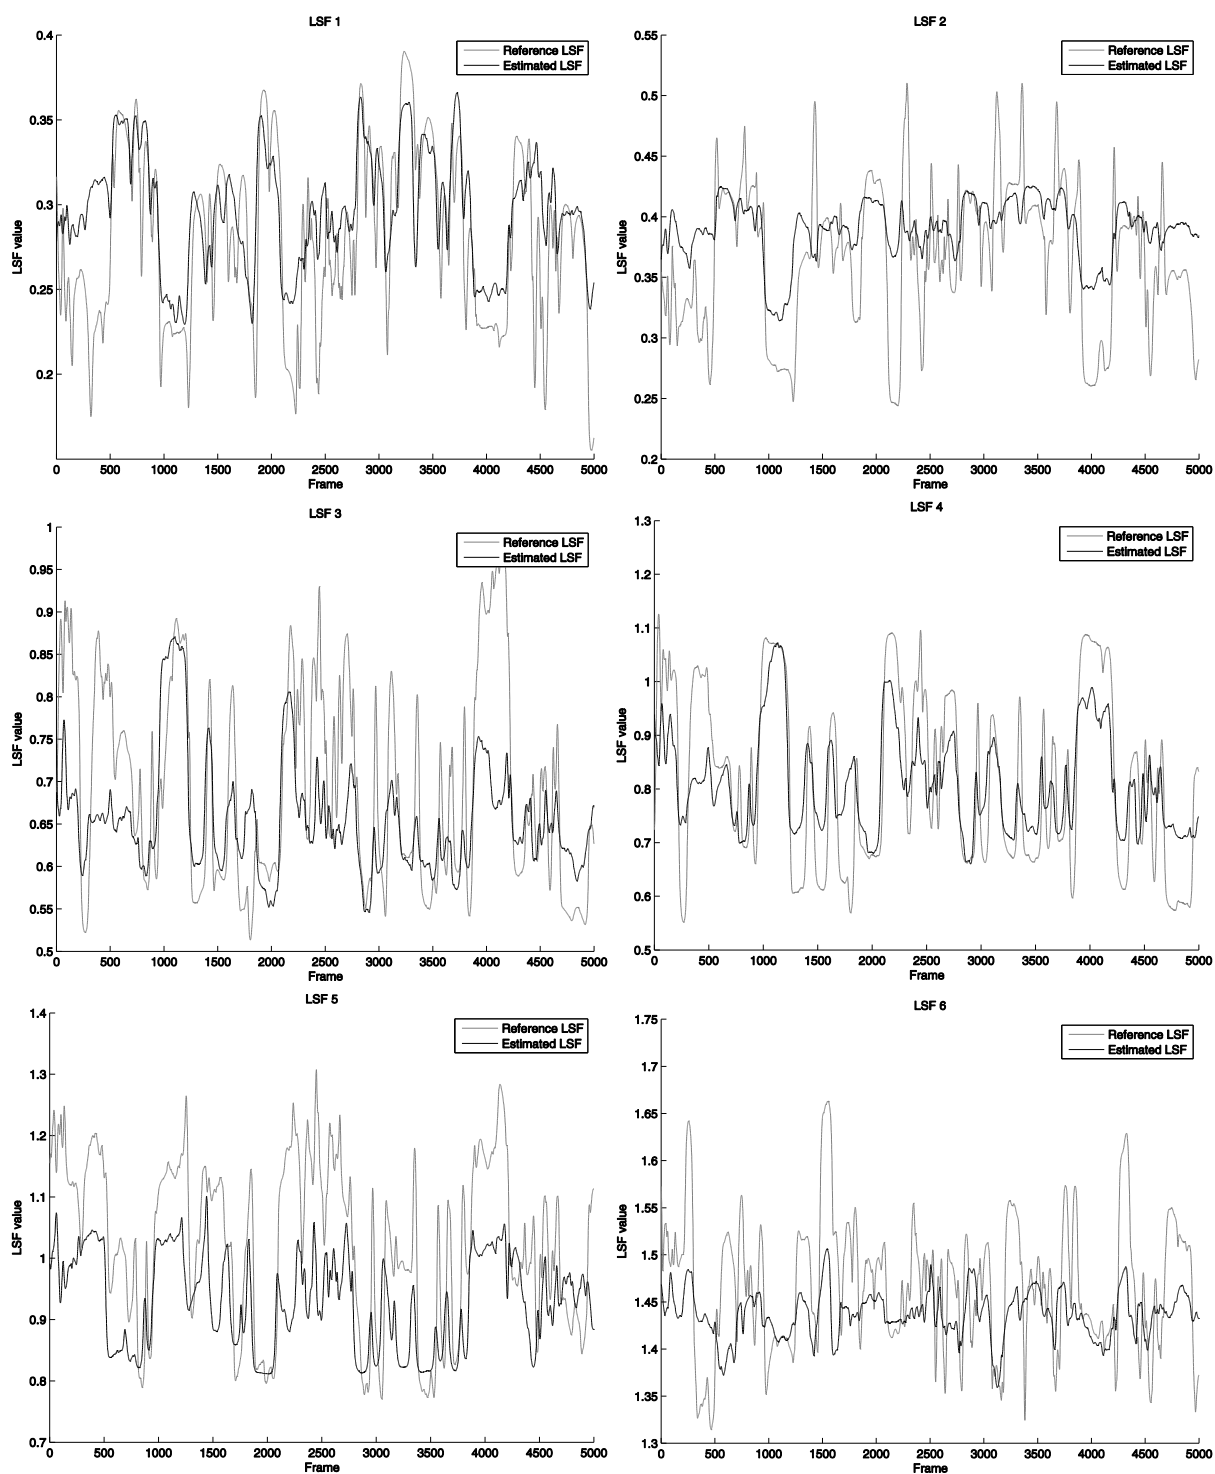 LSF 1
Reference LSF
Estimated LSF
0.4
0.35
0.3
0.25
0.2
LSF value
0 500 1000 1500 2000 2500 3000 3500 4000 4500 5000
Frame
LSF 2
Reference LSF
Estimated LSF
0.55
0.5
0.45
0.4
0.35
0.3
0.25
0.2
LSF value
0 500 1000 1500 2000 2500 3000 3500 4000 4500 5000
Frame
LSF 3
Reference LSF
Estimated LSF
1
0.95
0.9
0.85
0.8
0.75
0.7
0.65
0.6
0.55
0.5
LSF value
0 500 1000 1500 2000 2500 3000 3500 4000 4500 5000
Frame
LSF 4
Reference LSF
Estimated LSF
1.3
1.2
1.1
1
0.9
0.8
0.7
0.6
0.5
LSF value
0 500 1000 1500 2000 2500 3000 3500 4000 4500 5000
Frame
LSF 5
Reference LSF
Estimated LSF
1.4
1.3
1.2
1.1
1
0.9
0.8
0.7
LSF value
0 500 1000 1500 2000 2500 3000 3500 4000 4500 5000
Frame
LSF 6
Reference LSF
Estimated LSF
1.75
1.7
1.65
1.6
1.55
1.5
1.45
1.4
1.35
1.3
LSF value
0 500 1000 1500 2000 2500 3000 3500 4000 4500 5000
Frame